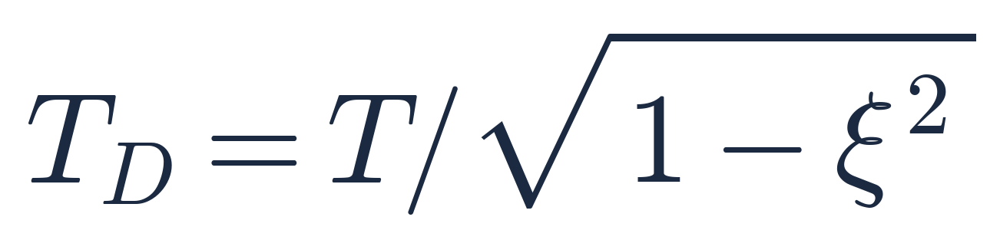 T_D = T/√(1 − ξ²)